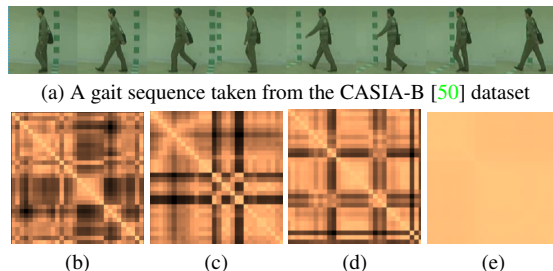 (a) A gait sequence taken from the CASIA-B [50] dataset
(b) (c) (d) (e)